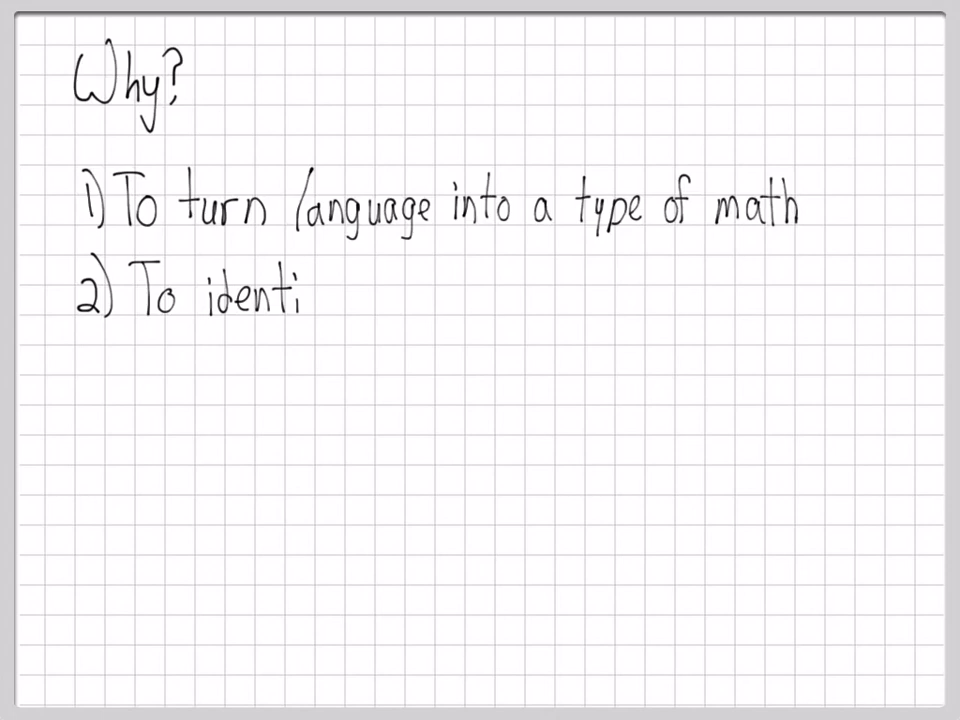 Why?
1) To turn language into a type of math
2) To identi